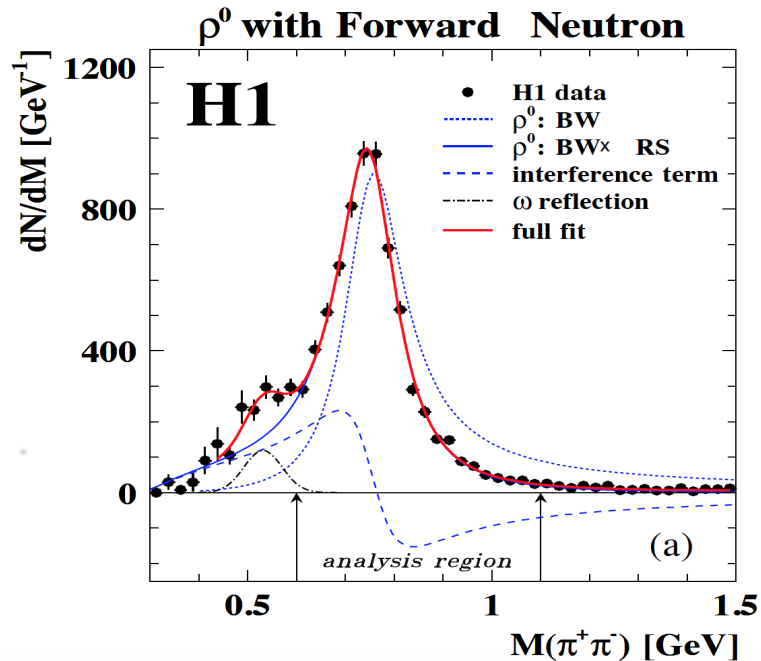 ρ⁰ with Forward Neutron
dN/dM [GeV⁻¹]
1200
800
400
0
H1
H1 data
ρ⁰: BW
ρ⁰: BW× RS
interference term
ω reflection
full fit
analysis region
(a)
0.5
1
1.5
M(π⁺π⁻) [GeV]